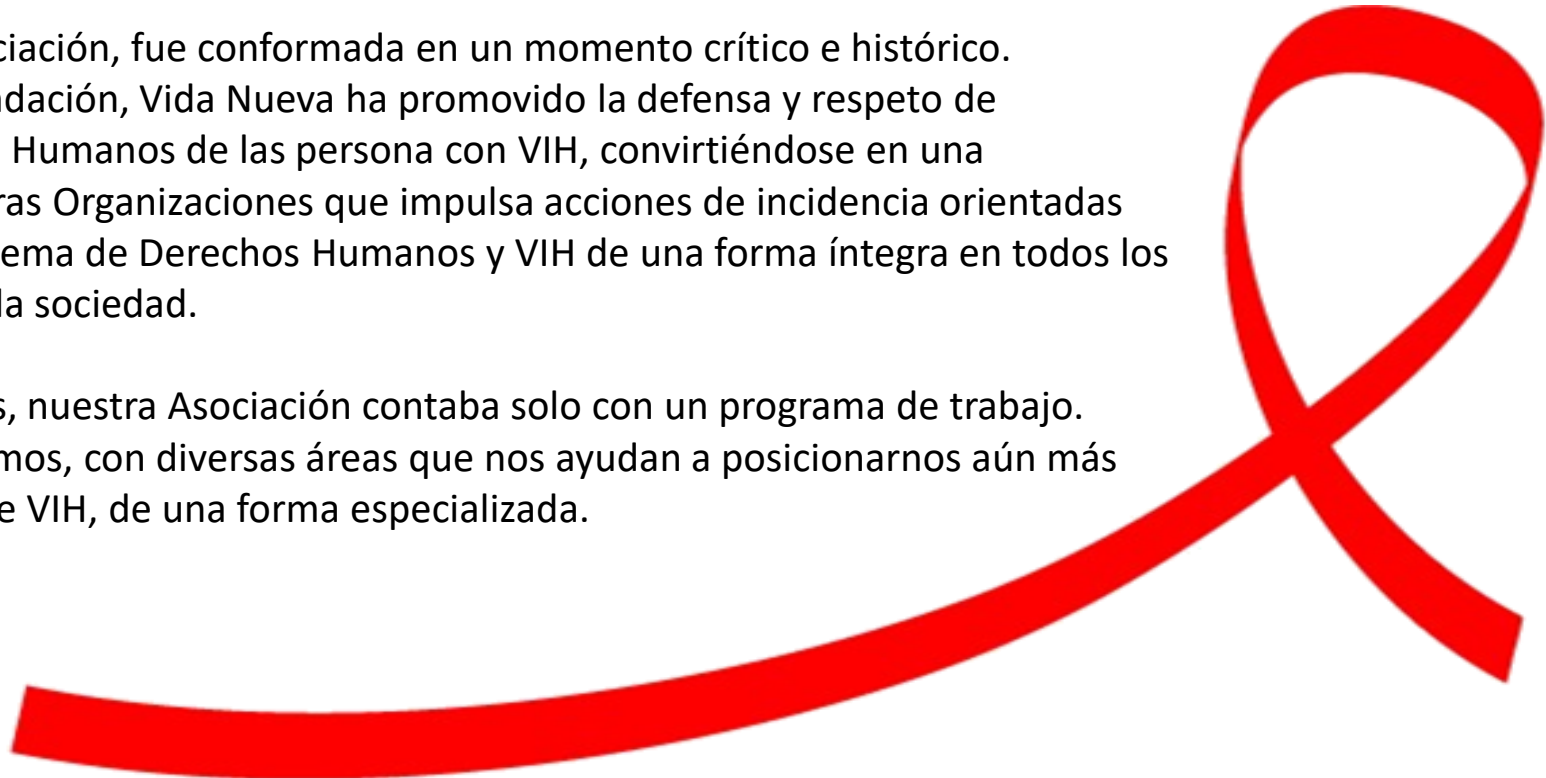 ciación, fue conformada en un momento crítico e histórico.
dación, Vida Nueva ha promovido la defensa y respeto de
Humanos de las persona con VIH, convirtiéndose en una
ras Organizaciones que impulsa acciones de incidencia orientadas
ema de Derechos Humanos y VIH de una forma íntegra en todos los
la sociedad.
s, nuestra Asociación contaba solo con un programa de trabajo.
mos, con diversas áreas que nos ayudan a posicionarnos aún más
e VIH, de una forma especializada.